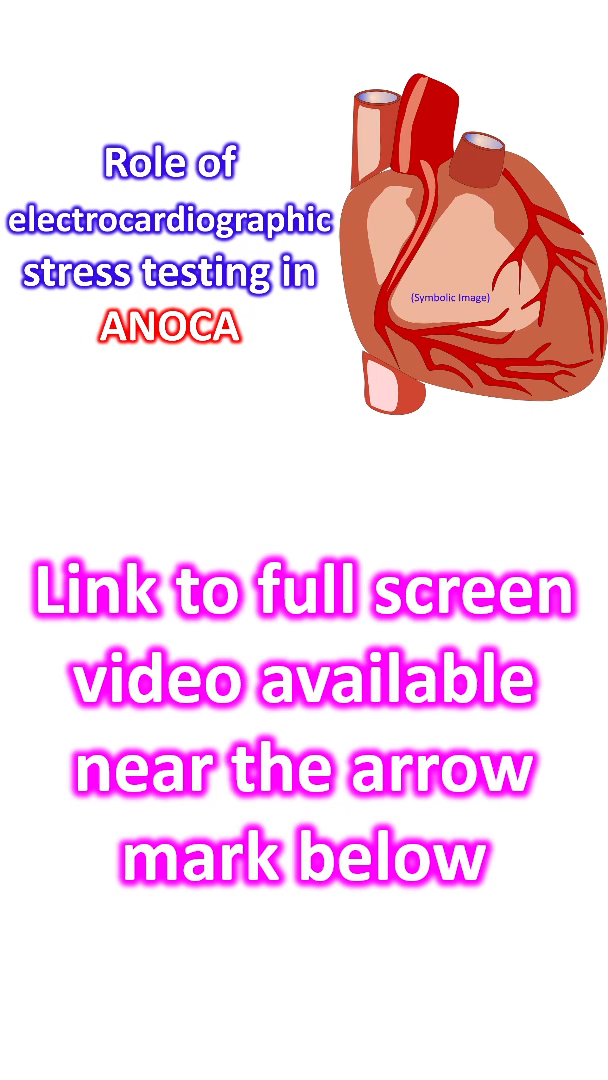 Role of
electrocardiographic
stress testing in
ANOCA
{Symbolic Image}
Link to full screen
video available
near the arrow
mark below